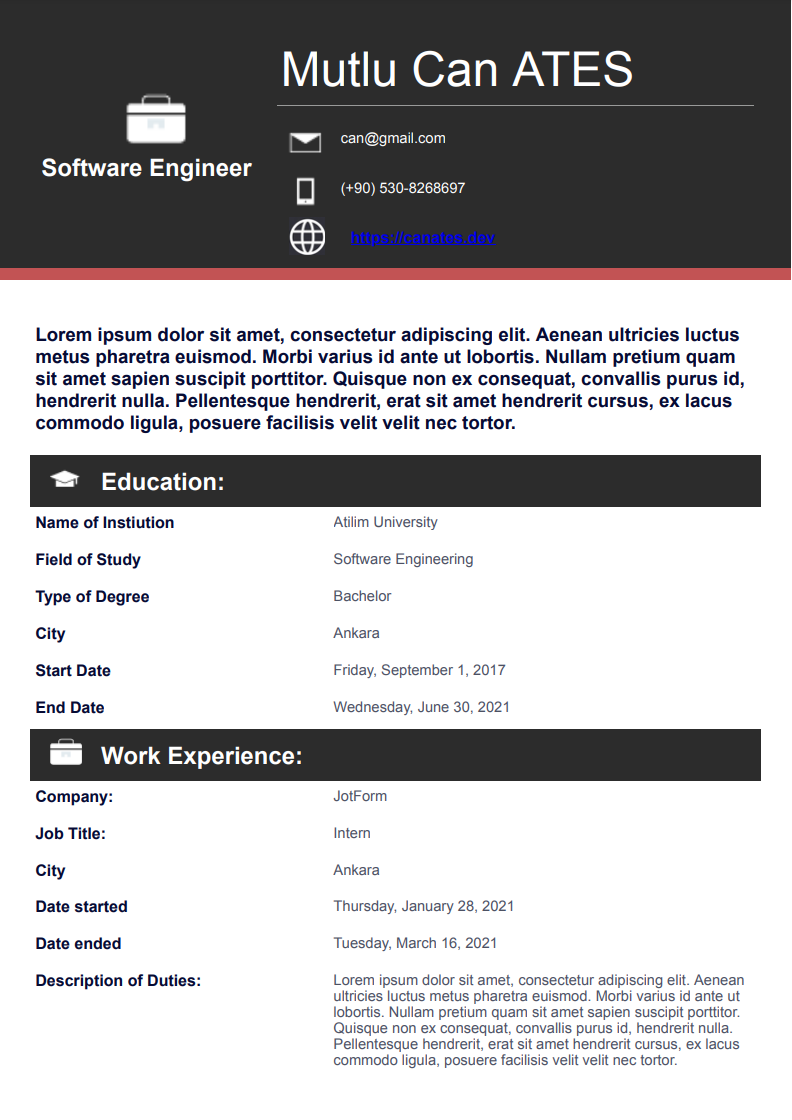 Mutlu Can ATES
Software Engineer
can@gmail.com
(+90) 530-8268697
https://canates.dev
Lorem ipsum dolor sit amet, consectetur adipiscing elit. Aenean ultricies luctus
metus pharetra euismod. Morbi varius id ante ut lobortis. Nullam pretium quam
sit amet sapien suscipit porttitor. Quisque non ex consequat, convallis purus id,
hendrerit nulla. Pellentesque hendrerit, erat sit amet hendrerit cursus, ex lacus
commodo ligula, posuere facilisis velit velit nec tortor.
Education:
Name of Instiution Atilim University
Field of Study Software Engineering
Type of Degree Bachelor
City Ankara
Start Date Friday, September 1, 2017
End Date Wednesday, June 30, 2021
Work Experience:
Company: JotForm
Job Title: Intern
City Ankara
Date started Thursday, January 28, 2021
Date ended Tuesday, March 16, 2021
Description of Duties: Lorem ipsum dolor sit amet, consectetur adipiscing elit. Aenean
ultricies luctus metus pharetra euismod. Morbi varius id ante ut
lobortis. Nullam pretium quam sit amet sapien suscipit porttitor.
Quisque non ex consequat, convallis purus id, hendrerit nulla.
Pellentesque hendrerit, erat sit amet hendrerit cursus, ex lacus
commodo ligula, posuere facilisis velit velit nec tortor.